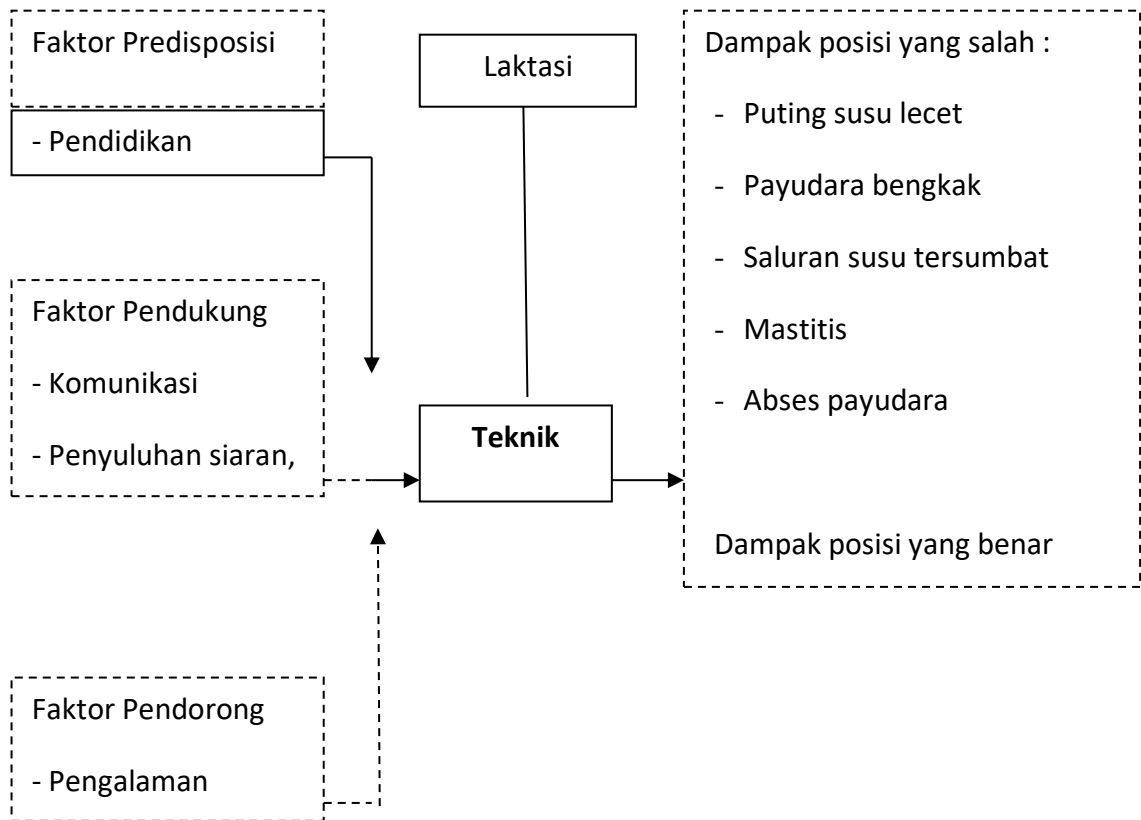 Faktor Predisposisi
- Pendidikan
Faktor Pendukung
- Komunikasi
- Penyuluhan siaran,
Faktor Pendorong
- Pengalaman
Laktasi
Teknik
Dampak posisi yang salah :
- Puting susu lecet
- Payudara bengkak
- Saluran susu tersumbat
- Mastitis
- Abses payudara
Dampak posisi yang benar